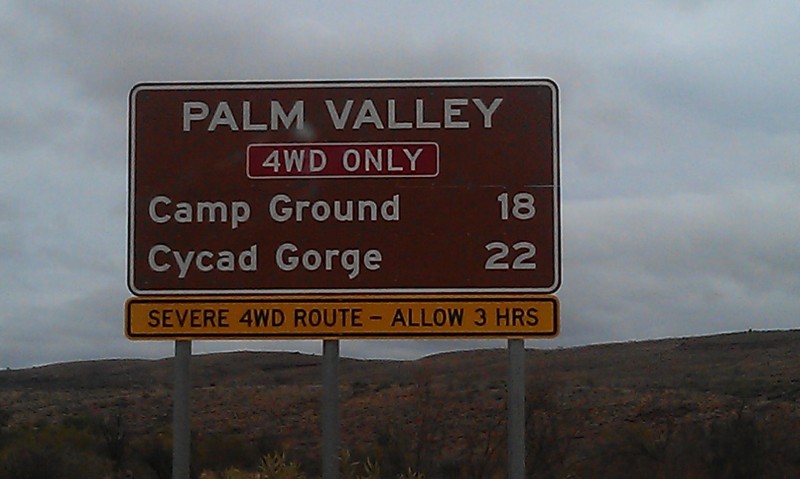 PALM VALLEY
4WD ONLY
Camp Ground 18
Cycad Gorge 22
SEVERE 4WD ROUTE - ALLOW 3 HRS